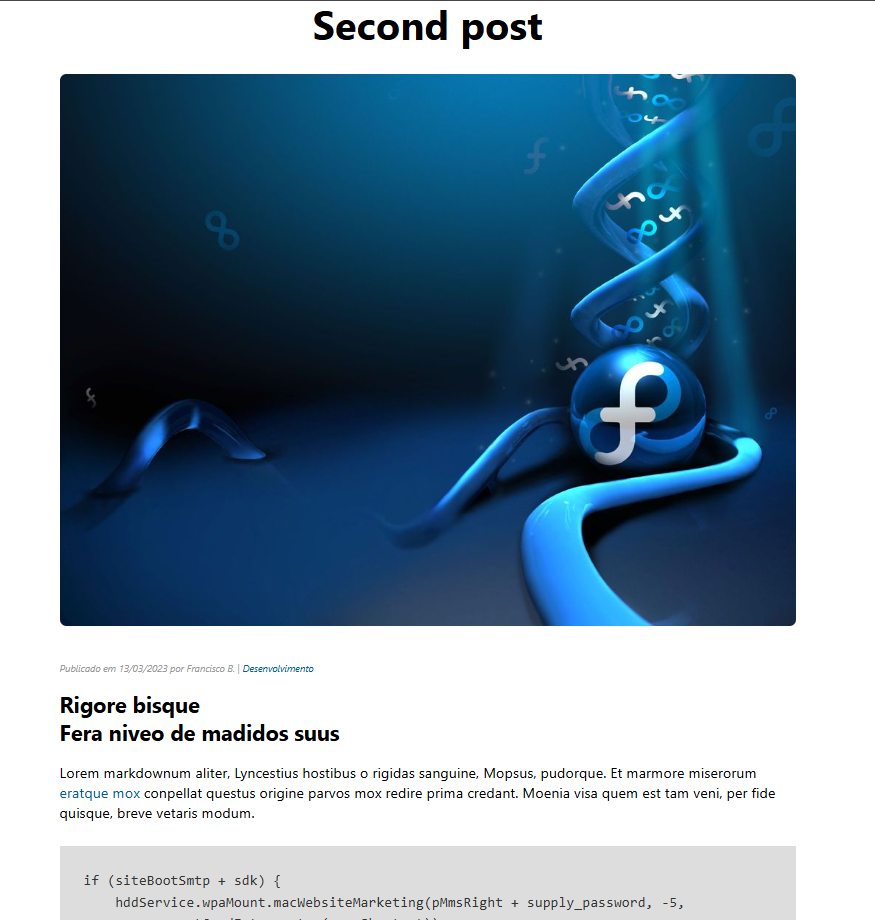 Second post
Publicado em 13/03/2023 por Francisco B. | Desenvolvimento
Rigore bisque
Fera niveo de madidos suus
Lorem markdownum aliter, Lyncestius hostibus o rigidas sanguine, Mopsus, pudorque. Et marmore miserorum
eratque mox conpellat questus origine parvos mox redire prima credant. Moenia visa quem est tam veni, per fide
quisque, breve vetaris modum.
if (siteBootSmtp + sdk) {
    hddService.wpaMount.macWebsiteMarketing(pMmsRight + supply_password, -5,